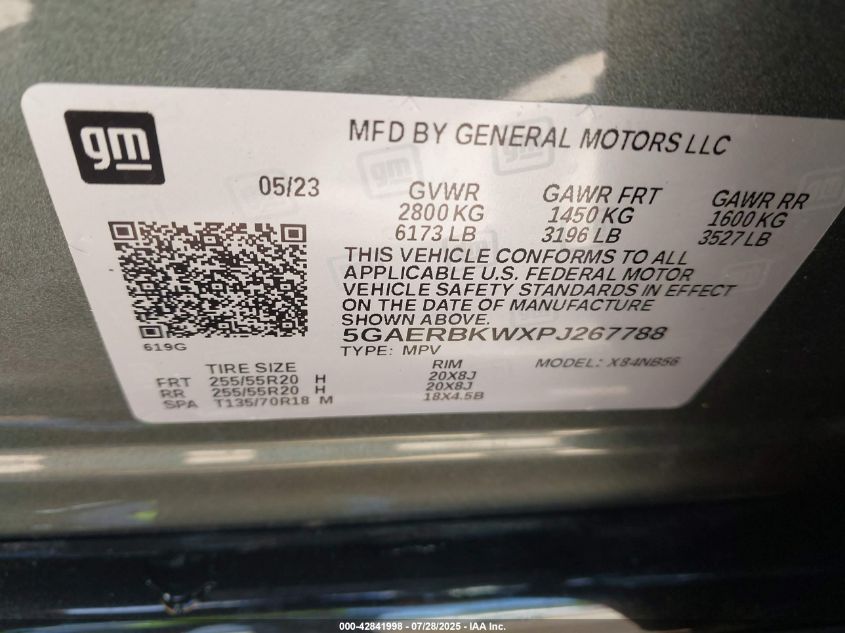 gm
MFD BY GENERAL MOTORS LLC
05/23
GVWR GAWR FRT GAWR RR
2800 KG 1450 KG 1600 KG
6173 LB 3196 LB 3527 LB
THIS VEHICLE CONFORMS TO ALL
APPLICABLE U.S. FEDERAL MOTOR
VEHICLE SAFETY STANDARDS IN EFFECT
ON THE DATE OF MANUFACTURE
SHOWN ABOVE.
5GAERBKWXPJ267788
619G
TYPE: MPV MODEL: X84NB56
TIRE SIZE RIM
FRT 255/55R20 H 20X8J
RR 255/55R20 H 20X8J
SPA T135/70R18 M 18X4.5B
000-42841998 - 07/28/2025 - IAA Inc.